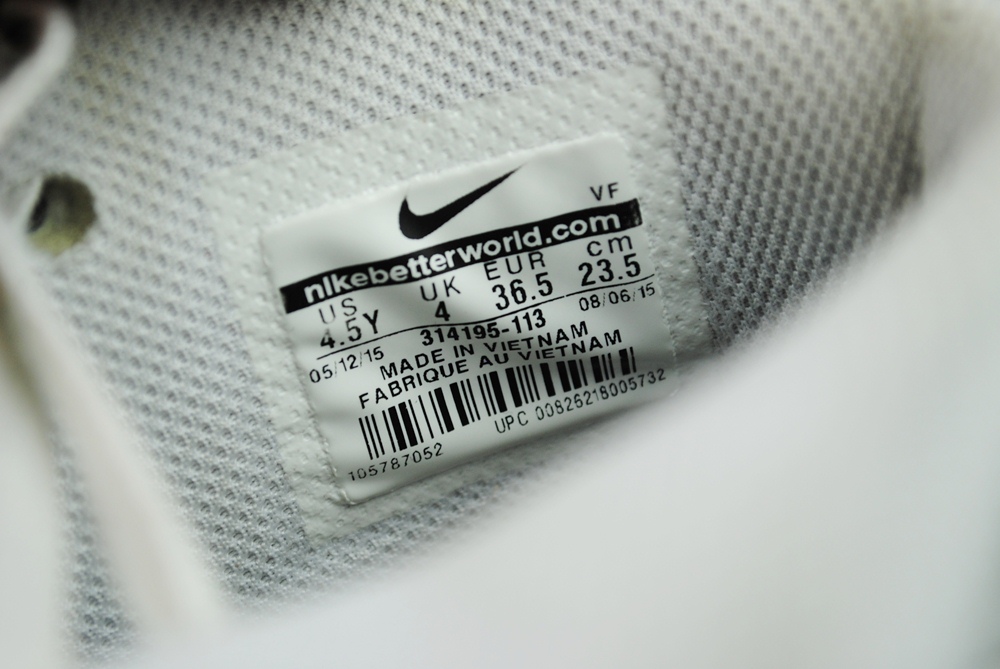 VF
nikebetterworld.com
US UK EUR cm
4.5Y 4 36.5 23.5
314195-113
05/12/15 08/06/15
MADE IN VIETNAM
FABRIQUE AU VIETNAM
105787052 UPC 00826218005732